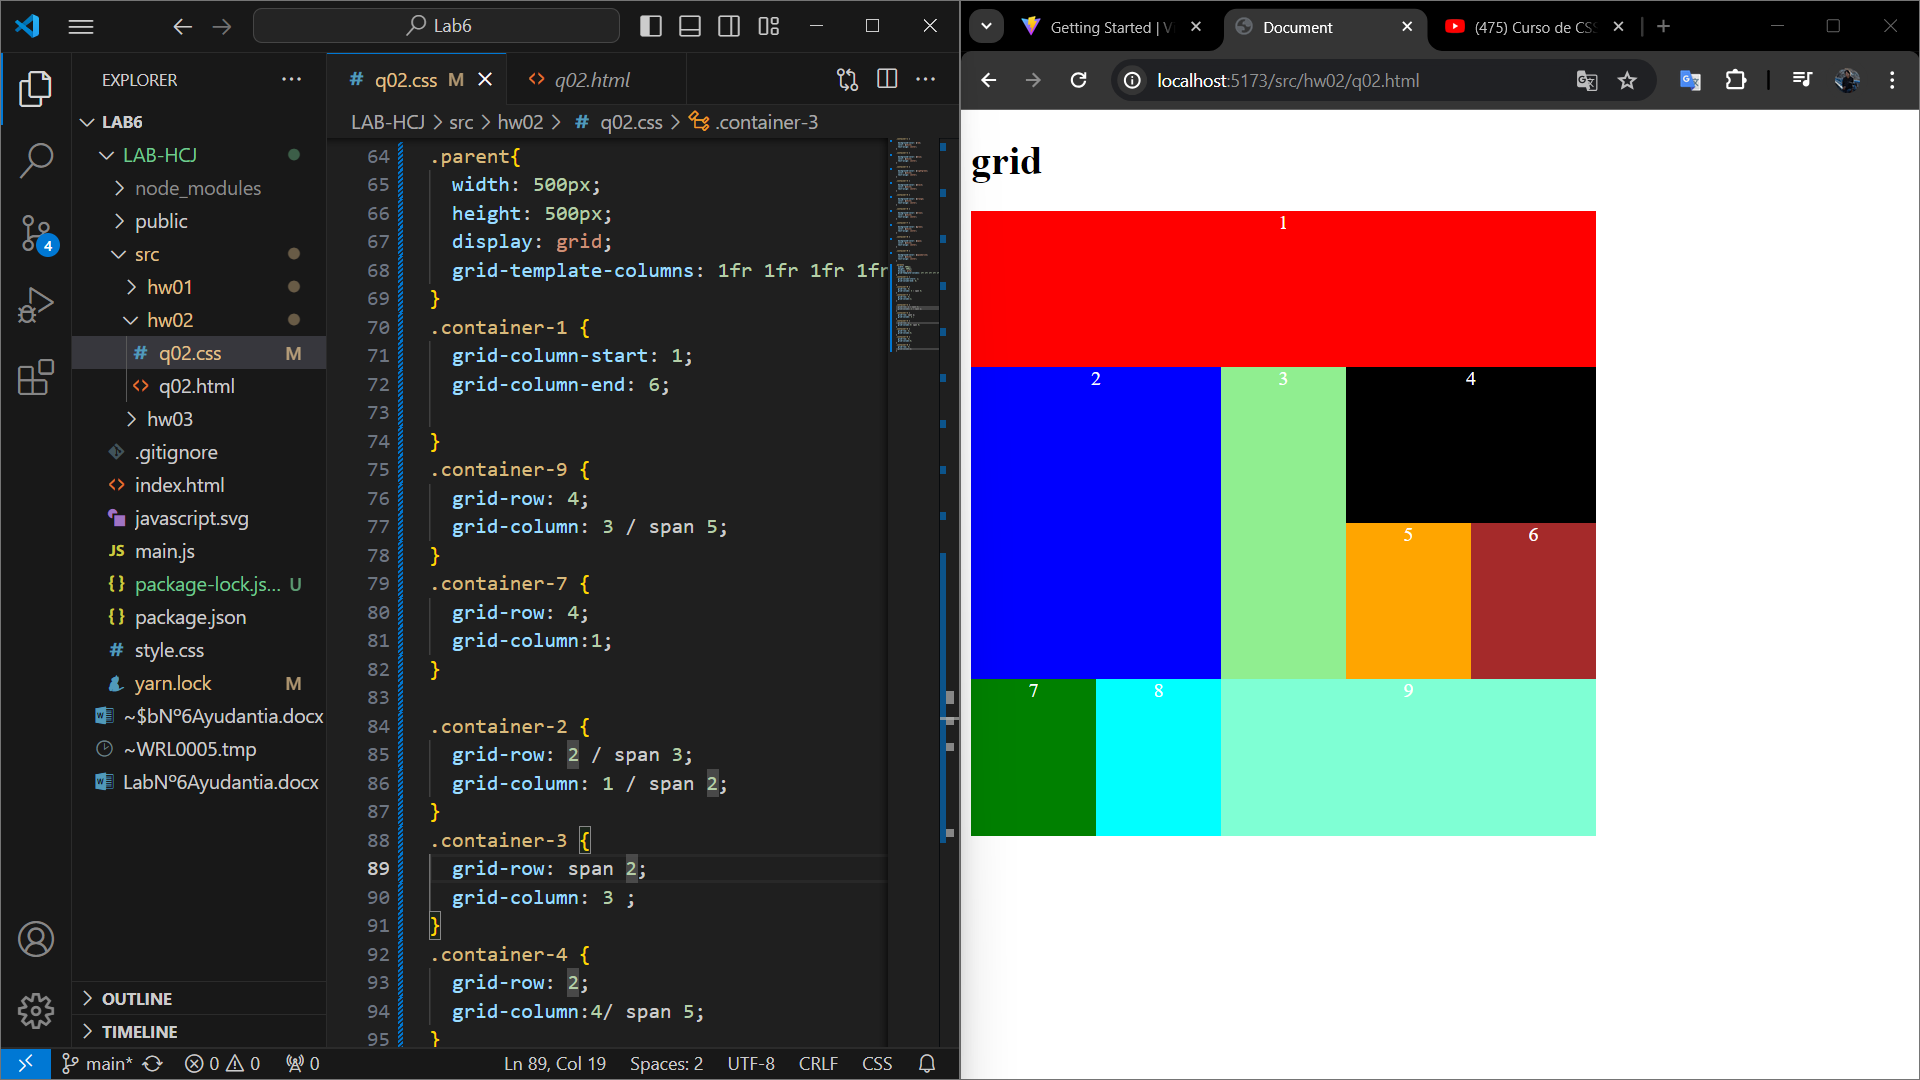 Lab6
EXPLORER
LAB6
LAB-HCJ
node_modules
public
src
hw01
hw02
q02.css M
q02.html
hw03
.gitignore
index.html
javascript.svg
JS main.js
{} package-lock.js... U
{} package.json
# style.css
yarn.lock M
~$bNº6Ayudantia.docx
~WRL0005.tmp
LabNº6Ayudantia.docx
OUTLINE
TIMELINE
4
# q02.css M
<> q02.html
LAB-HCJ > src > hw02 > # q02.css > .container-3
64 .parent{
65 width: 500px;
66 height: 500px;
67 display: grid;
68 grid-template-columns: 1fr 1fr 1fr 1fr
69 }
70 .container-1 {
71 grid-column-start: 1;
72 grid-column-end: 6;
73
74 }
75 .container-9 {
76 grid-row: 4;
77 grid-column: 3 / span 5;
78 }
79 .container-7 {
80 grid-row: 4;
81 grid-column:1;
82 }
83
84 .container-2 {
85 grid-row: 2 / span 3;
86 grid-column: 1 / span 2;
87 }
88 .container-3 {
89 grid-row: span 2;
90 grid-column: 3 ;
91 }
92 .container-4 {
93 grid-row: 2;
94 grid-column:4/ span 5;
95 }
main* 0 0 0 Ln 89, Col 19 Spaces: 2 UTF-8 CRLF CSS
Getting Started | V
Document
(475) Curso de CS
localhost:5173/src/hw02/q02.html
grid
1
2
3
4
5
6
7
8
9